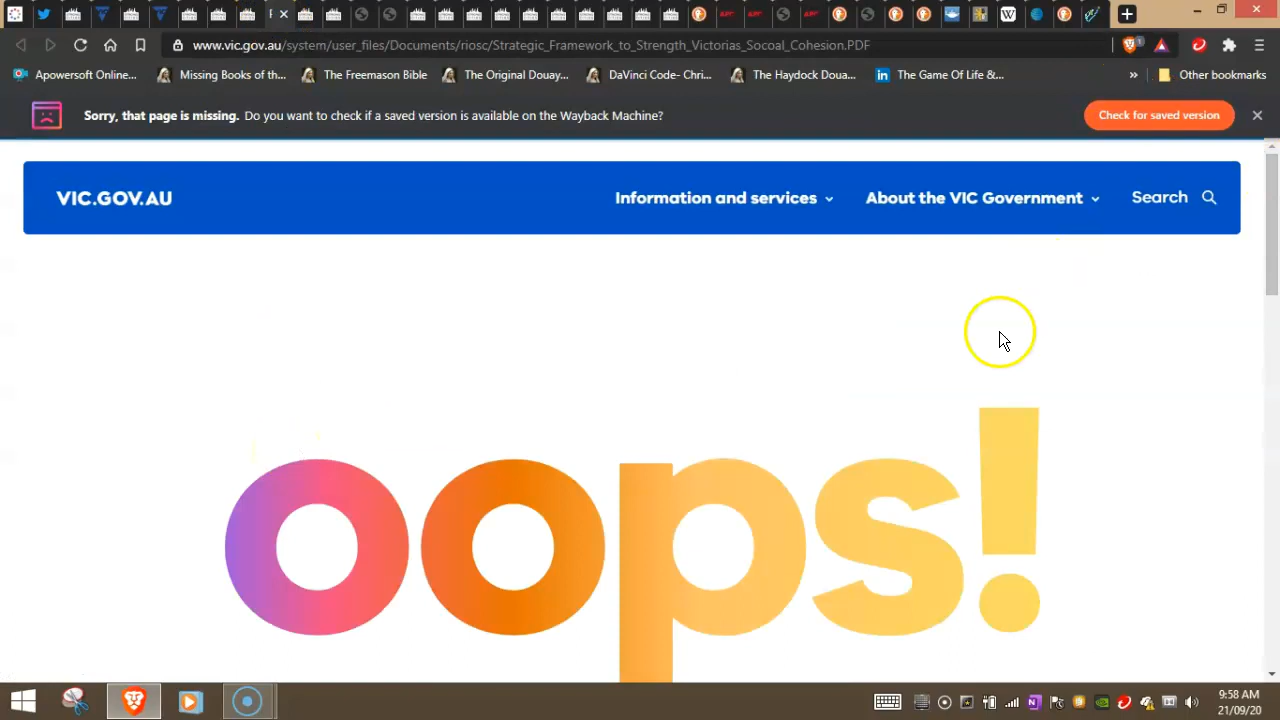 www.vic.gov.au/system/user_files/Documents/riosc/Strategic_Framework_to_Strength_Victorias_Socoal_Cohesion.PDF
Apowersoft Online...
Missing Books of th...
The Freemason Bible
The Original Douay...
DaVinci Code- Chri...
The Haydock Doua...
The Game Of Life &...
»
Other bookmarks
Sorry, that page is missing. Do you want to check if a saved version is available on the Wayback Machine?
Check for saved version
VIC.GOV.AU
Information and services
About the VIC Government
Search
oops!
9:58 AM
21/09/20